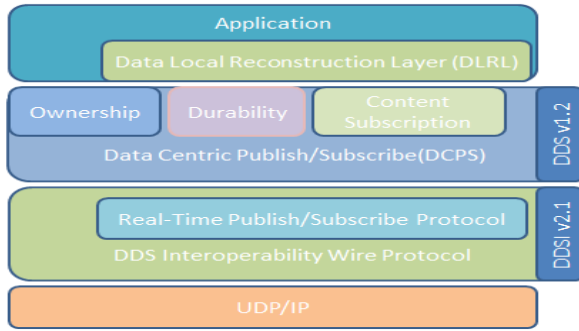 Application
Data Local Reconstruction Layer (DLRL)
Ownership
Durability
Content
Subscription
Data Centric Publish/Subscribe(DCPS)
DDS v1.2
Real-Time Publish/Subscribe Protocol
DDS Interoperability Wire Protocol
DDSI v2.1
UDP/IP